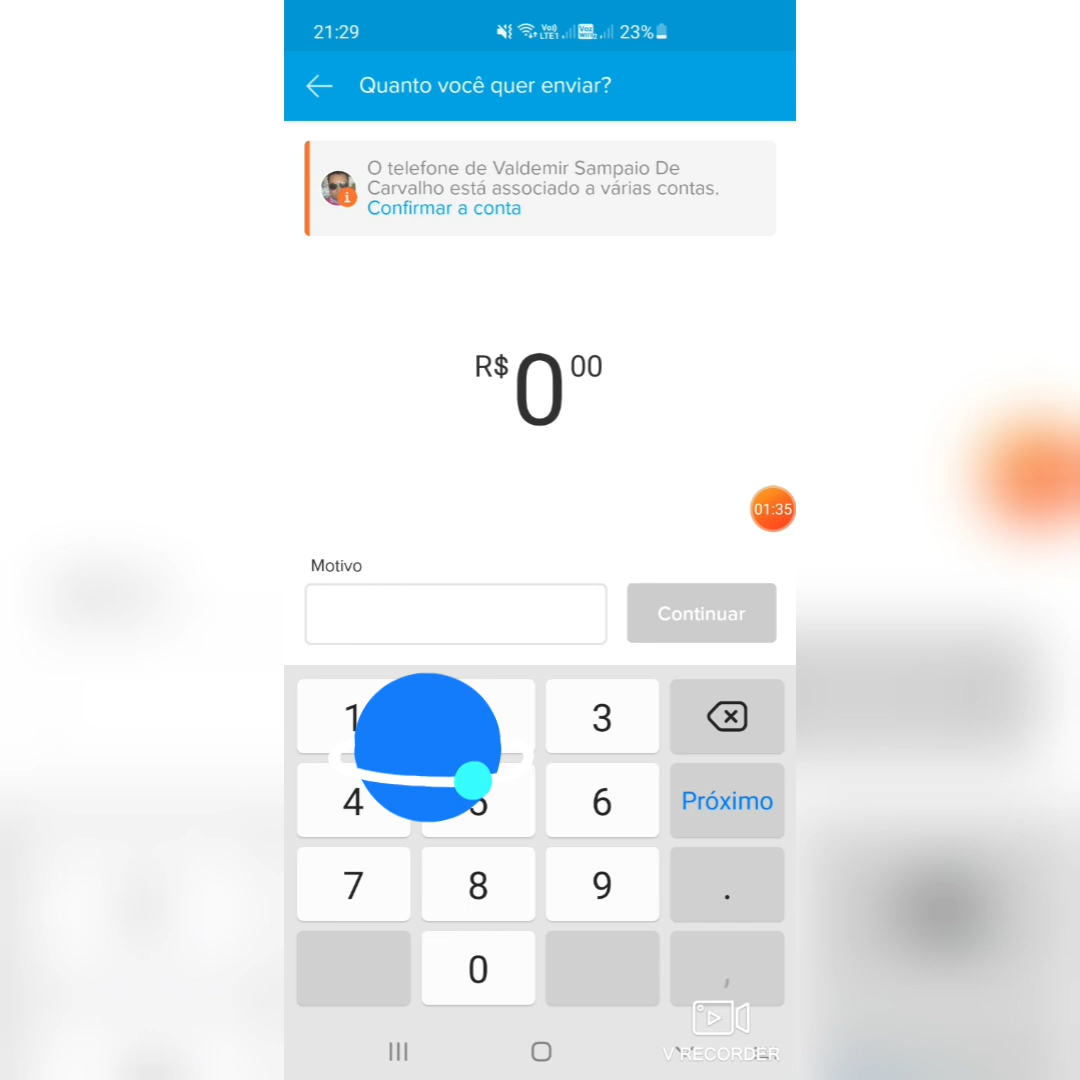 21:29
23%
Quanto você quer enviar?
O telefone de Valdemir Sampaio De
Carvalho está associado a várias contas.
Confirmar a conta
R$ 0 00
01:35
Motivo
Continuar
1
3
4
6
Próximo
7
8
9
.
0
,
V RECORDER